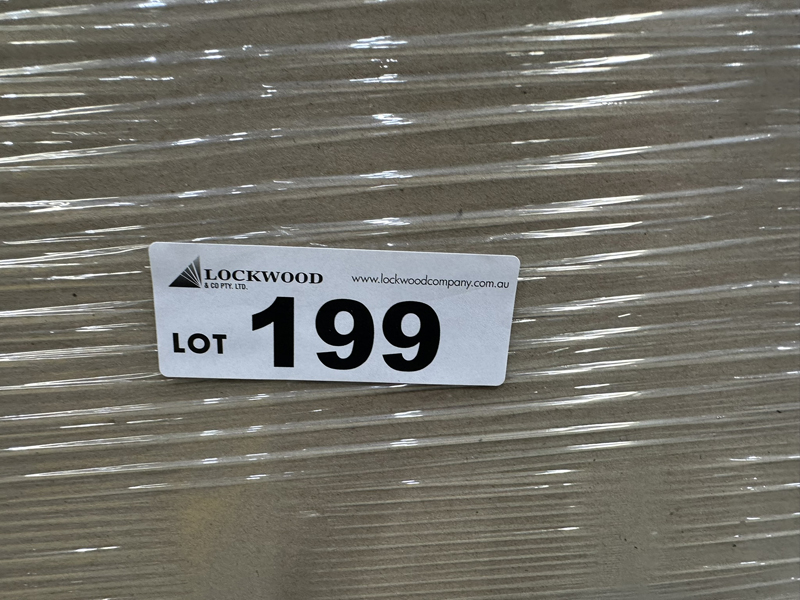 LOCKWOOD www.lockwoodcompany.com.au
& CO PTY. LTD.
LOT 199